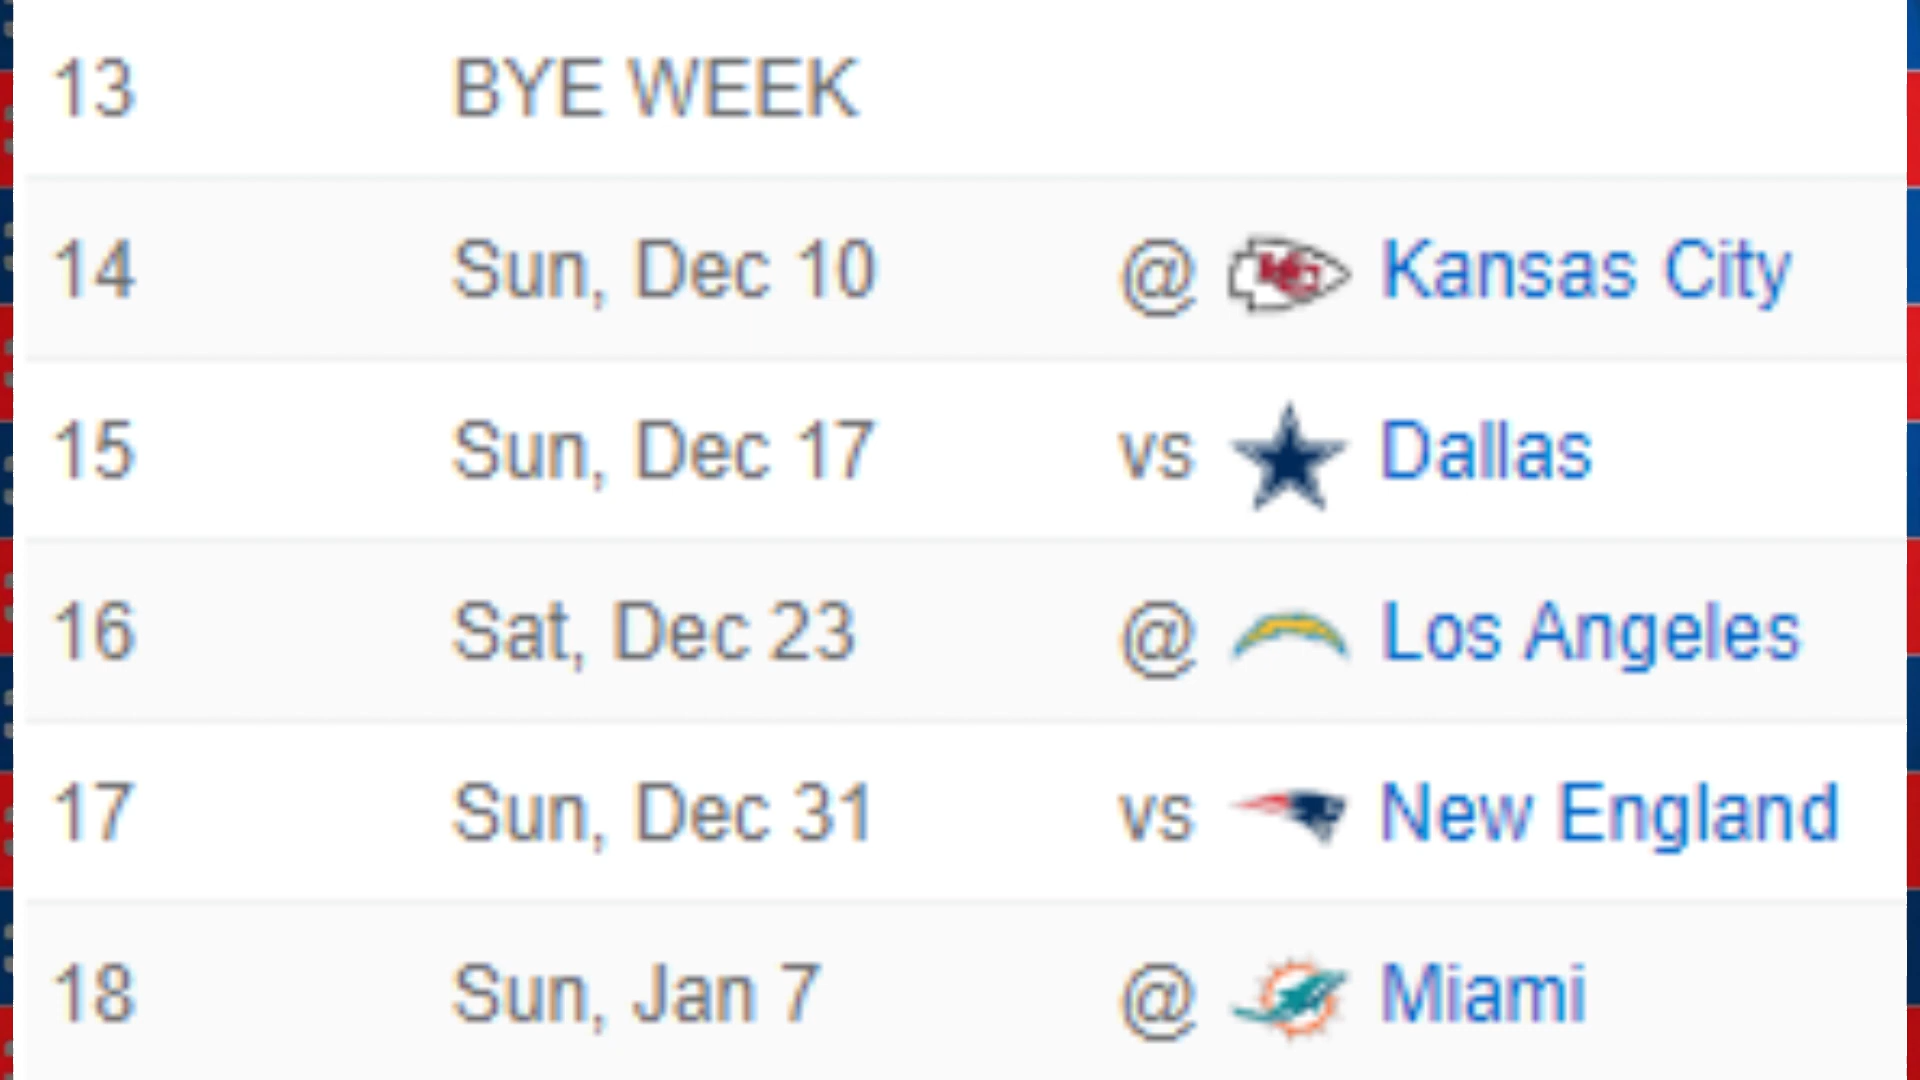 13 BYE WEEK
14 Sun, Dec 10 @ KC Kansas City
15 Sun, Dec 17 vs Dallas
16 Sat, Dec 23 @ Los Angeles
17 Sun, Dec 31 vs New England
18 Sun, Jan 7 @ Miami